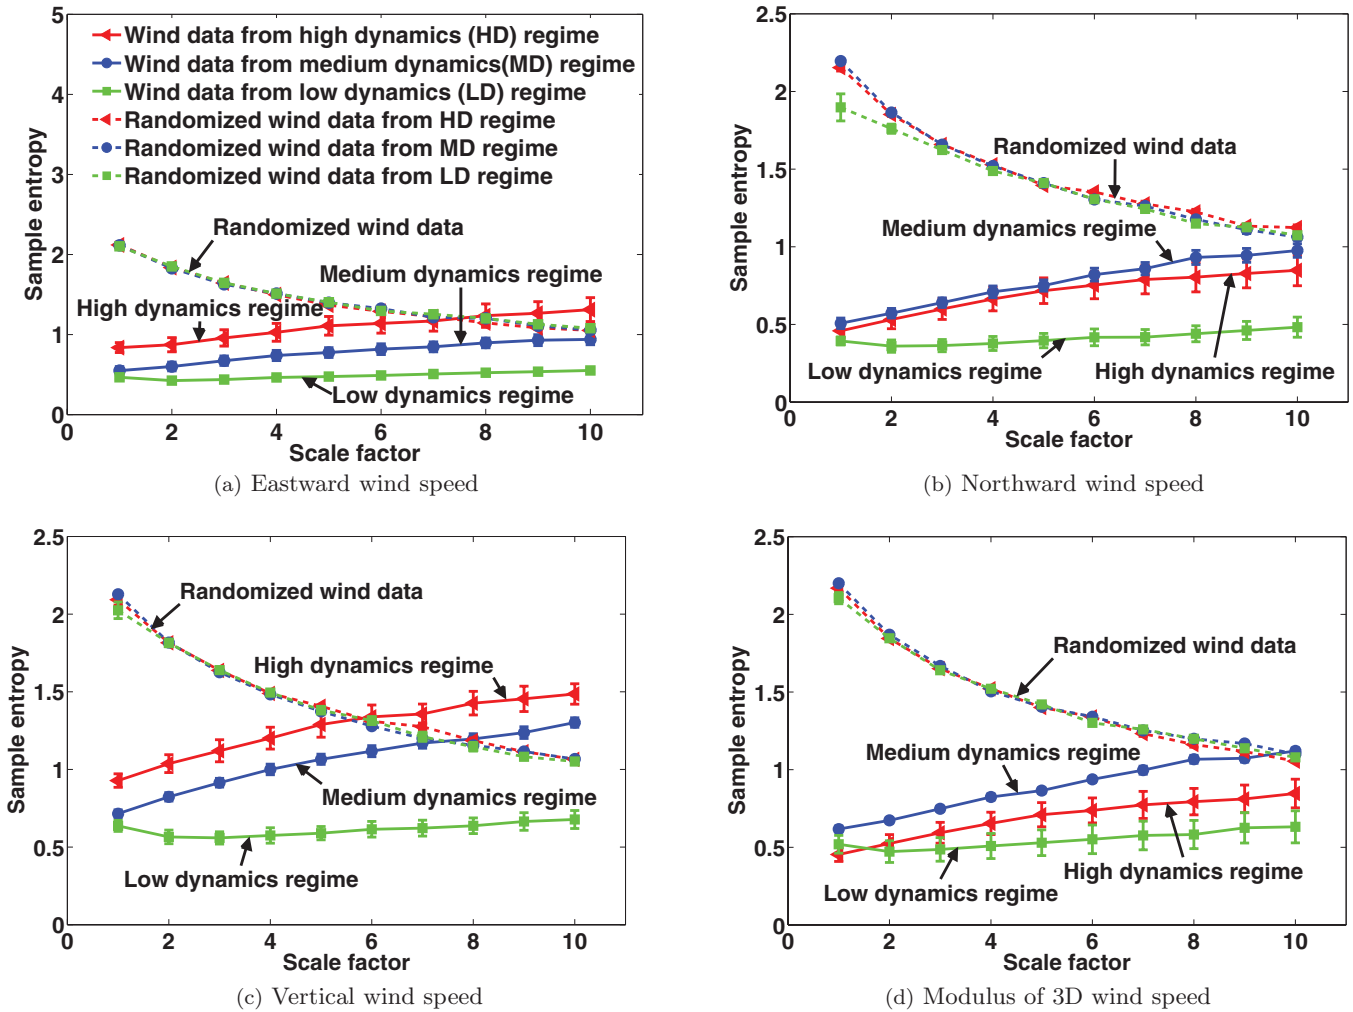 5
4
3
2
1
0
Sample entropy
Wind data from high dynamics (HD) regime
Wind data from medium dynamics(MD) regime
Wind data from low dynamics (LD) regime
Randomized wind data from HD regime
Randomized wind data from MD regime
Randomized wind data from LD regime
Randomized wind data
Medium dynamics regime
High dynamics regime
Low dynamics regime
0 2 4 6 8 10
Scale factor
(a) Eastward wind speed
2.5
2
1.5
1
0.5
0
Sample entropy
Randomized wind data
Medium dynamics regime
Low dynamics regime
High dynamics regime
0 2 4 6 8 10
Scale factor
(b) Northward wind speed
2.5
2
1.5
1
0.5
0
Sample entropy
Randomized wind data
High dynamics regime
Medium dynamics regime
Low dynamics regime
0 2 4 6 8 10
Scale factor
(c) Vertical wind speed
2.5
2
1.5
1
0.5
0
Sample entropy
Randomized wind data
Medium dynamics regime
High dynamics regime
Low dynamics regime
0 2 4 6 8 10
Scale factor
(d) Modulus of 3D wind speed